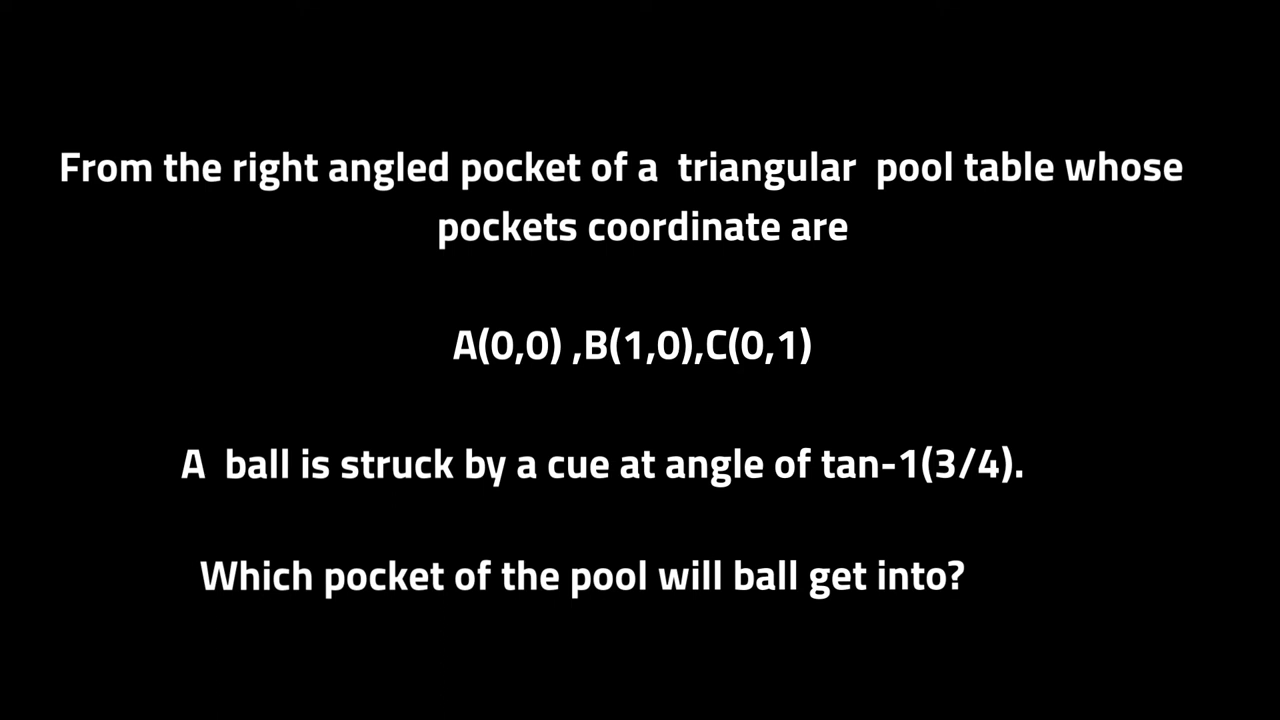 From the right angled pocket of a triangular pool table whose
pockets coordinate are
A(0,0) ,B(1,0),C(0,1)
A ball is struck by a cue at angle of tan-1(3/4).
Which pocket of the pool will ball get into?